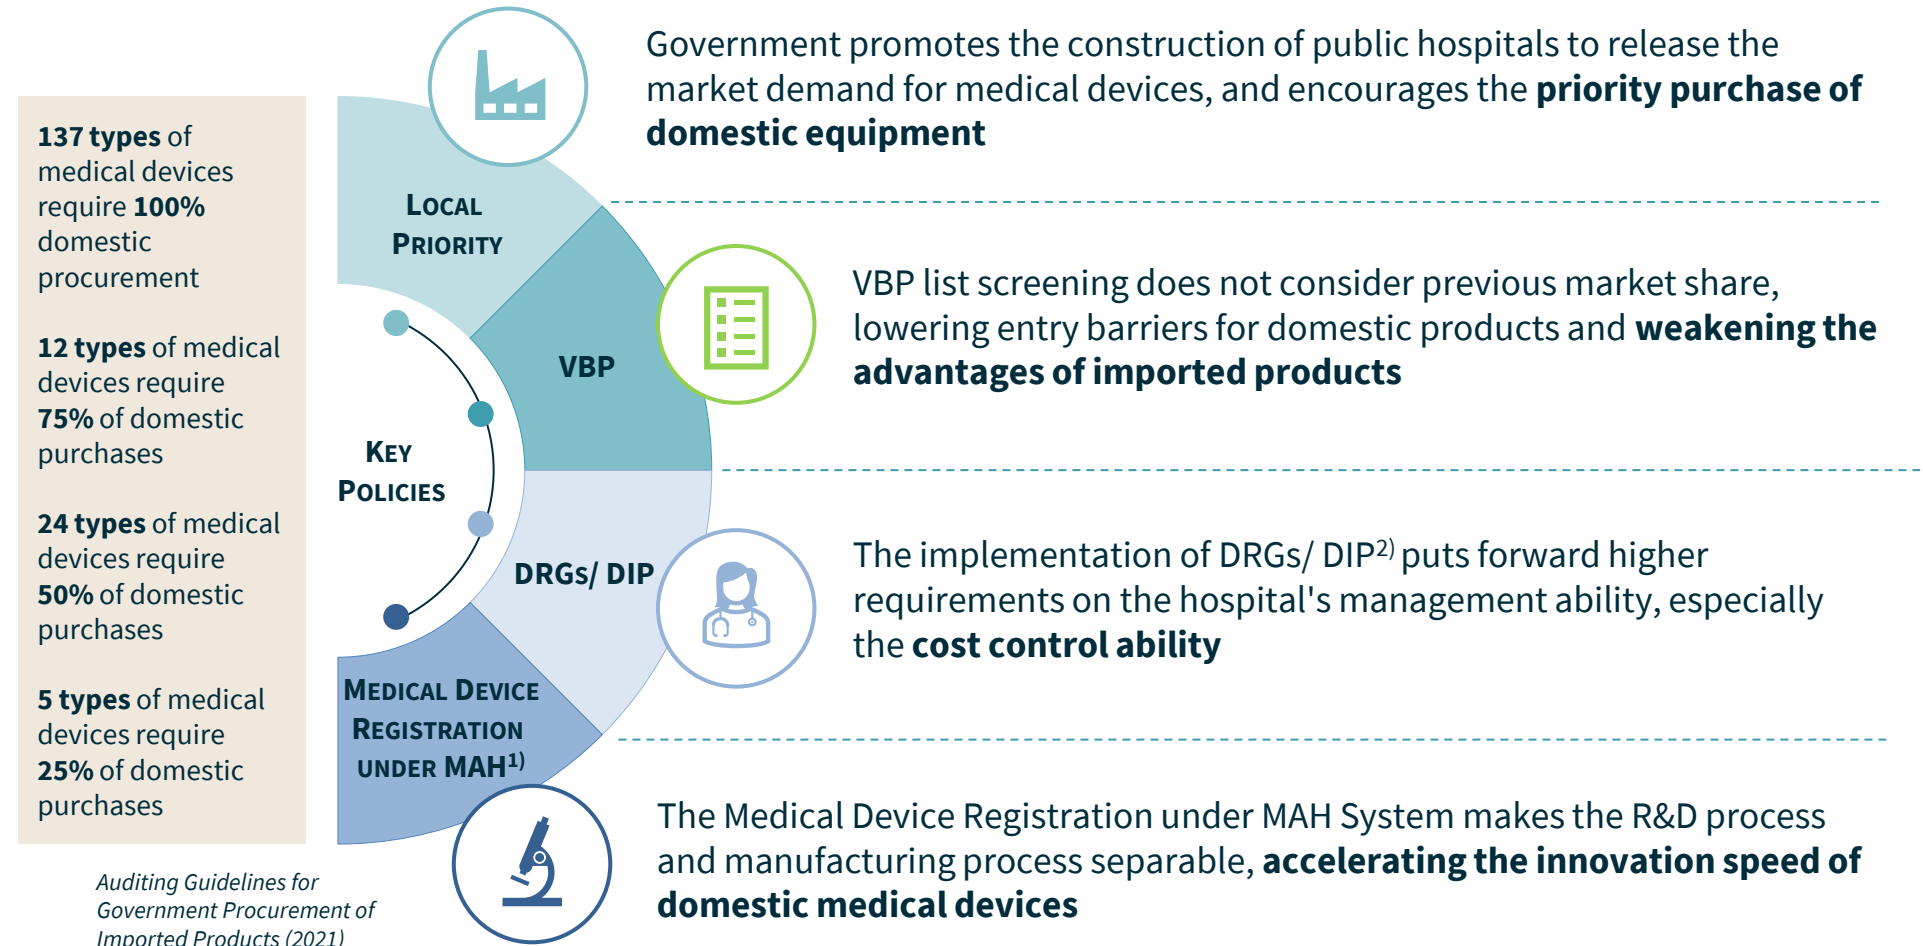 137 types of
medical devices
require 100%
domestic
procurement
12 types of medical
devices require
75% of domestic
purchases
24 types of medical
devices require
50% of domestic
purchases
5 types of medical
devices require
25% of domestic
purchases
Auditing Guidelines for
Government Procurement of
Imported Products (2021)
KEY
POLICIES
LOCAL
PRIORITY
Government promotes the construction of public hospitals to release the
market demand for medical devices, and encourages the priority purchase of
domestic equipment
VBP
VBP list screening does not consider previous market share,
lowering entry barriers for domestic products and weakening the
advantages of imported products
DRGS/ DIP
The implementation of DRGs/ DIP2) puts forward higher
requirements on the hospital's management ability, especially
the cost control ability
MEDICAL DEVICE
REGISTRATION
UNDER MAH1)
The Medical Device Registration under MAH System makes the R&D process
and manufacturing process separable, accelerating the innovation speed of
domestic medical devices